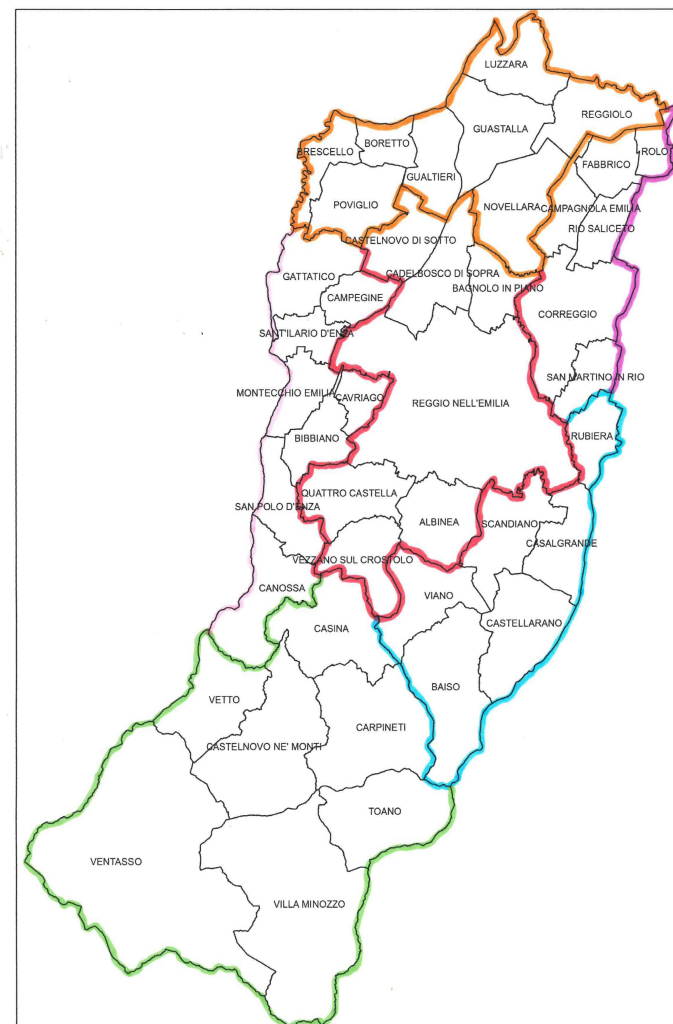 LUZZARA
REGGIOLO
GUASTALLA
BORETTO
BRESCELLO
ROLO
FABBRICO
GUALTIERI
POVIGLIO
NOVELLARA
CAMPAGNOLA EMILIA
RIO SALICETO
CASTELNOVO DI SOTTO
CADELBOSCO DI SOPRA
GATTATICO
BAGNOLO IN PIANO
CAMPEGINE
CORREGGIO
SANT'ILARIO D'ENZA
SAN MARTINO IN RIO
MONTECCHIO EMILIA
CAVRIAGO
REGGIO NELL'EMILIA
BIBBIANO
RUBIERA
QUATTRO CASTELLA
SAN POLO D'ENZA
ALBINEA
SCANDIANO
CASALGRANDE
VEZZANO SUL CROSTOLO
CANOSSA
VIANO
CASINA
CASTELLARANO
BAISO
VETTO
CARPINETI
CASTELNOVO NE' MONTI
TOANO
VENTASSO
VILLA MINOZZO